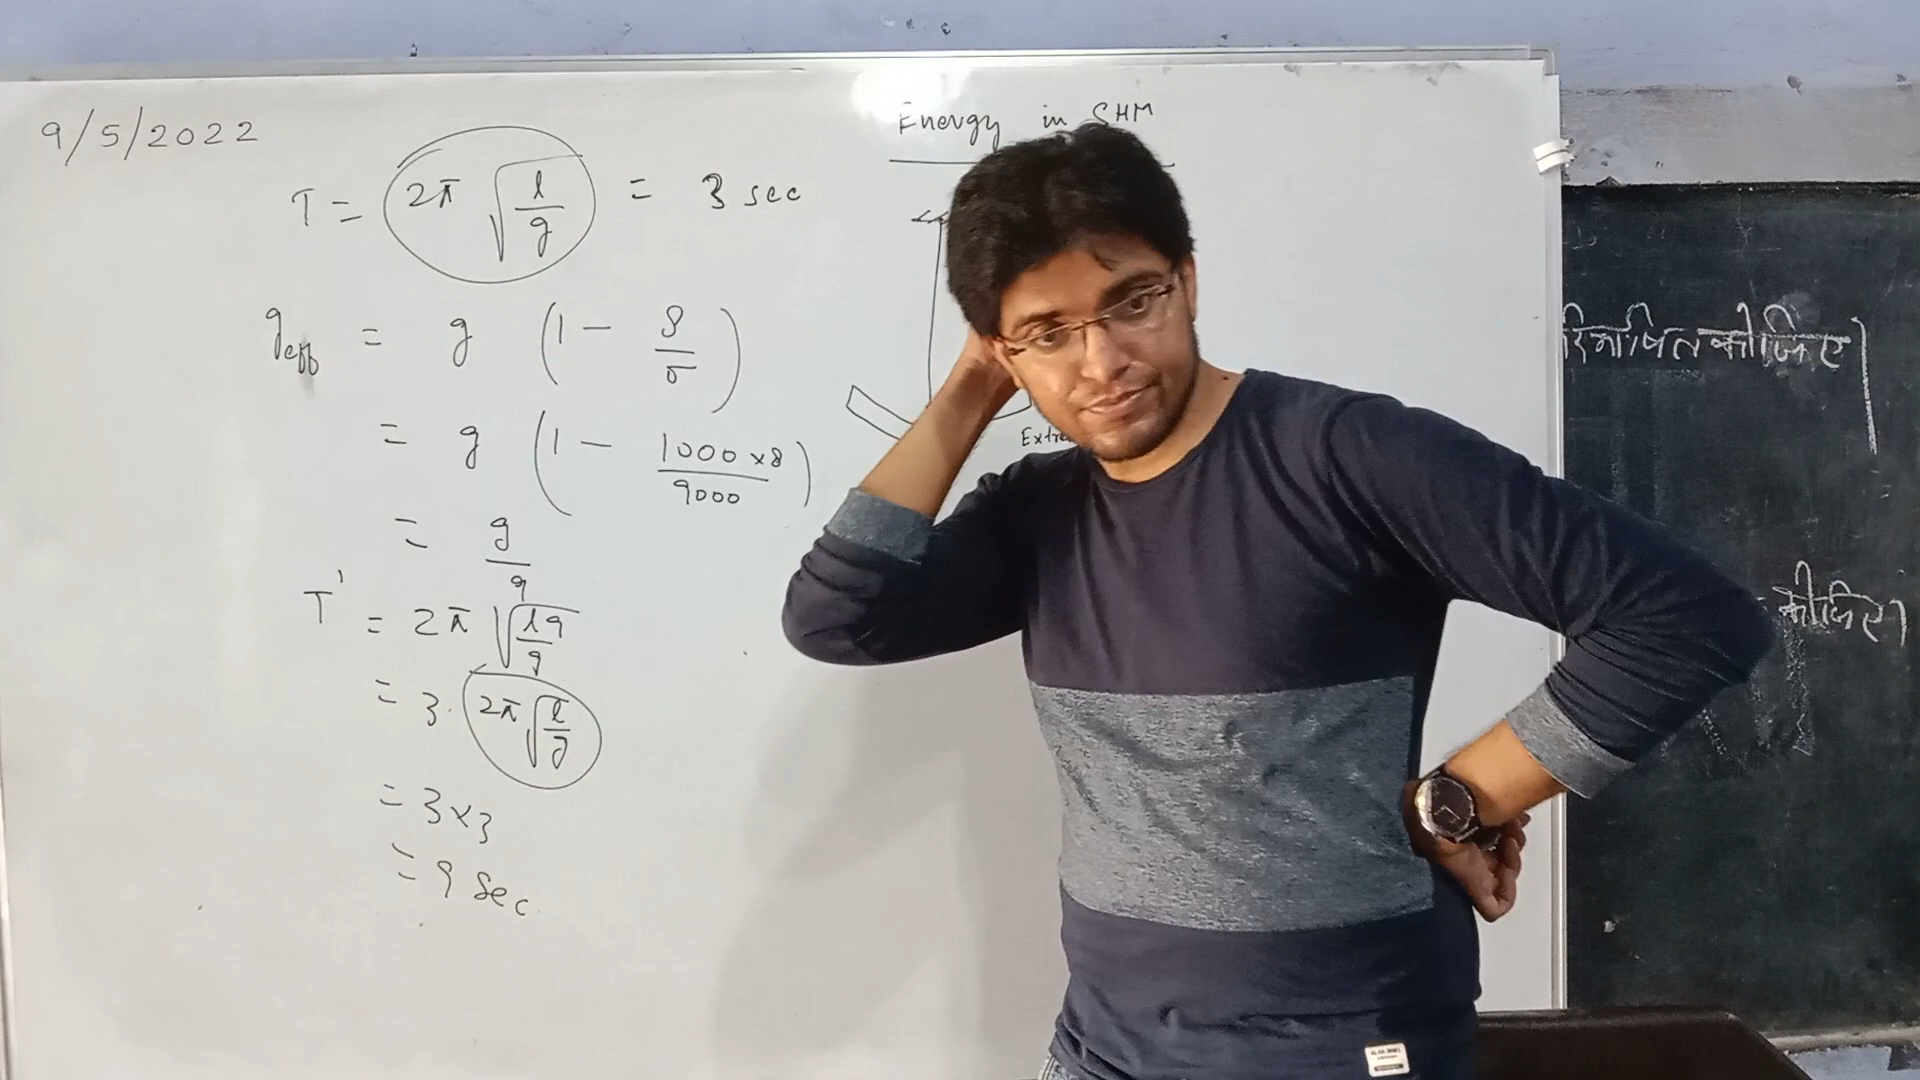 9/5/2022
T = 2π √(l/g) = 3 sec
g_eff = g (1 - ρ/σ)
= g (1 - 1000×8/9000)
= g/9
T' = 2π √(l9/g)
= 3. 2π √(l/g)
= 3×3
= 9 sec
Energy in SHM
कीजिए।
कीजिए।